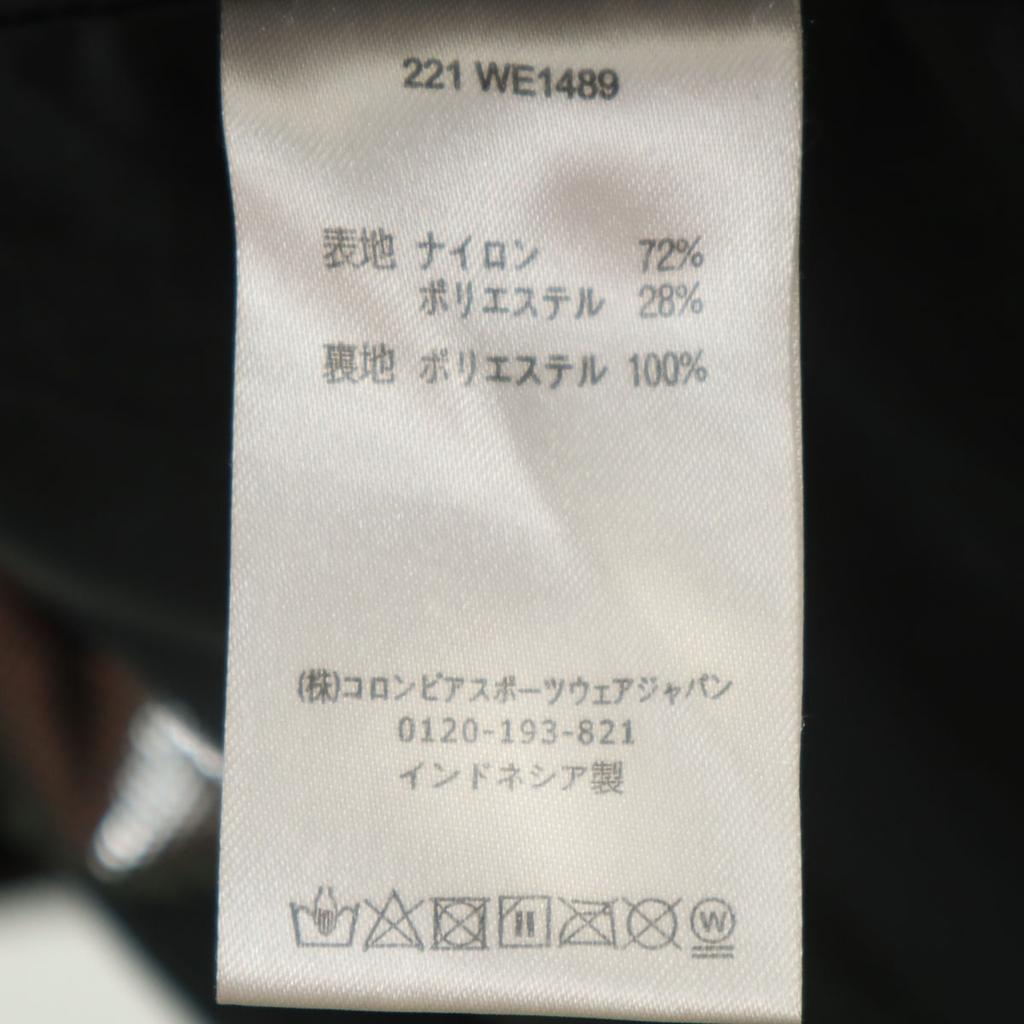 221 WE1489
表地 ナイロン 72%
ポリエステル 28%
裏地 ポリエステル 100%
(株)コロンビアスポーツウェアジャパン
0120-193-821
インドネシア製
W